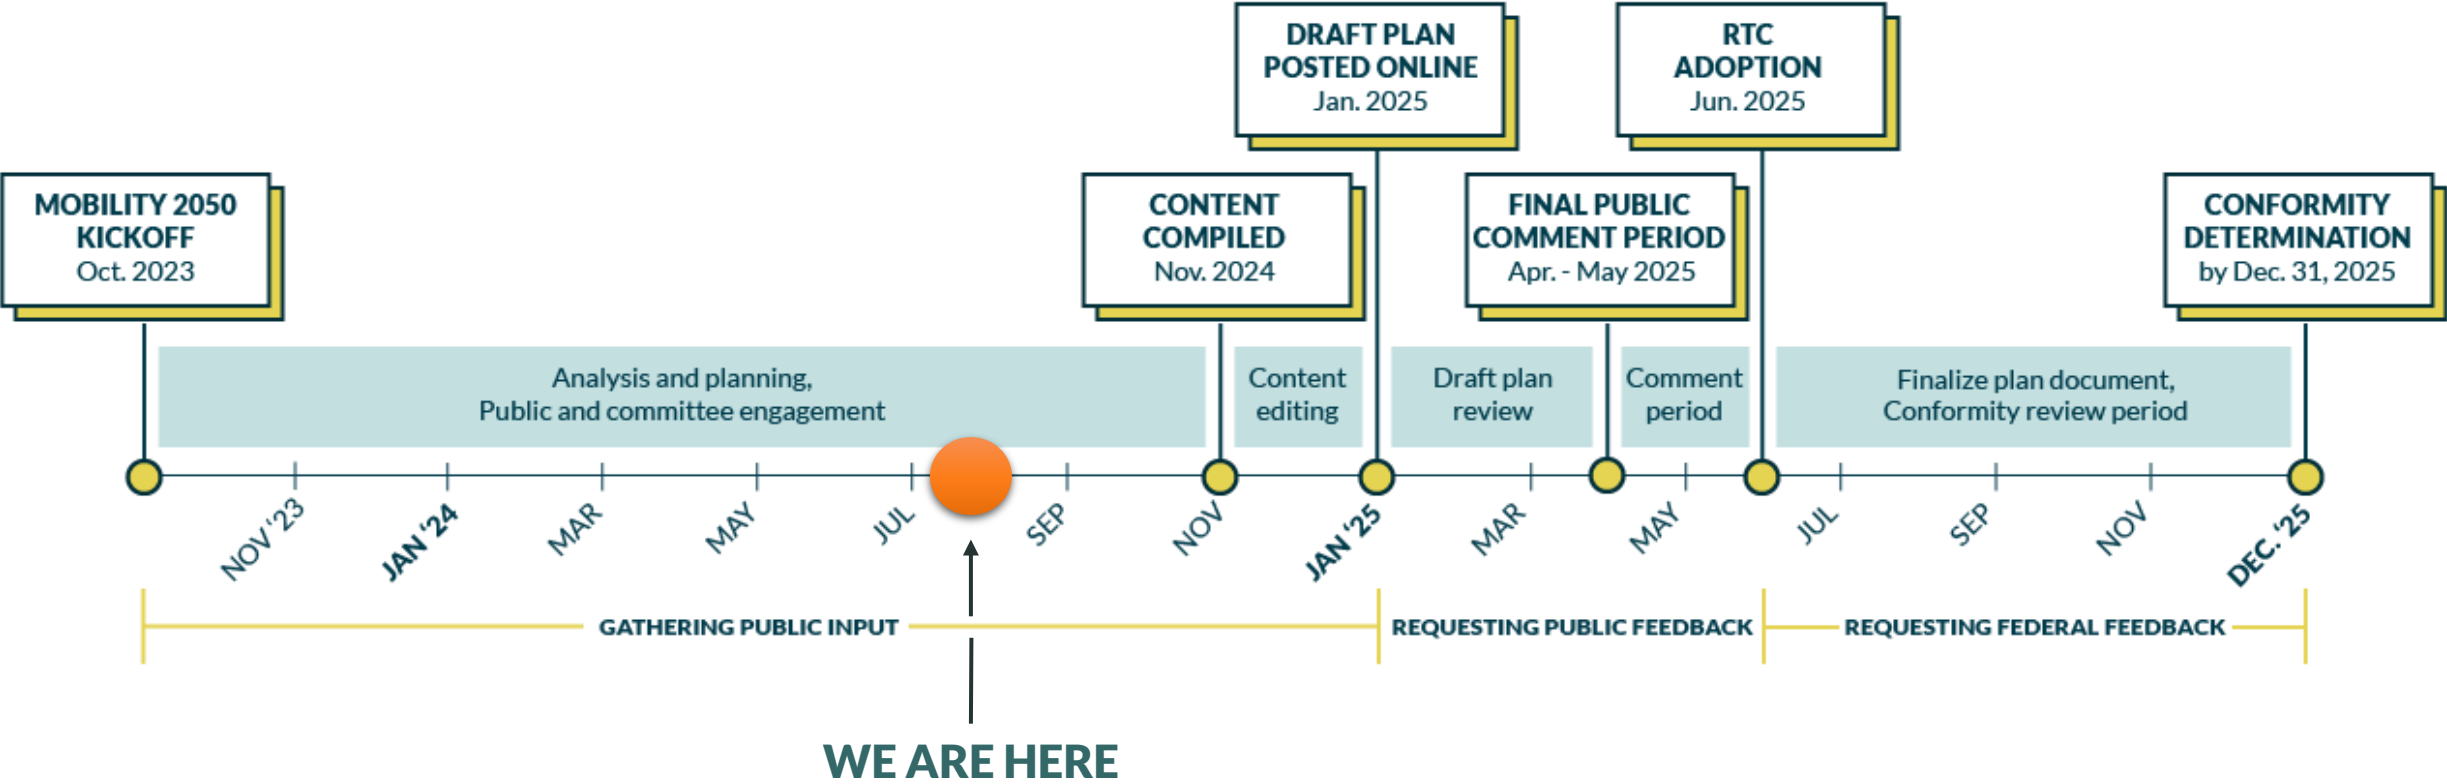 DRAFT PLAN
POSTED ONLINE
Jan. 2025
RTC
ADOPTION
Jun. 2025
MOBILITY 2050
KICKOFF
Oct. 2023
CONTENT
COMPILED
Nov. 2024
FINAL PUBLIC
COMMENT PERIOD
Apr. - May 2025
CONFORMITY
DETERMINATION
by Dec. 31, 2025
Analysis and planning,
Public and committee engagement
Content
editing
Draft plan
review
Comment
period
Finalize plan document,
Conformity review period
NOV ‘23
JAN ‘24
MAR
MAY
JUL
SEP
NOV
JAN ‘25
MAR
MAY
JUL
SEP
NOV
DEC. ‘25
GATHERING PUBLIC INPUT
REQUESTING PUBLIC FEEDBACK
REQUESTING FEDERAL FEEDBACK
WE ARE HERE